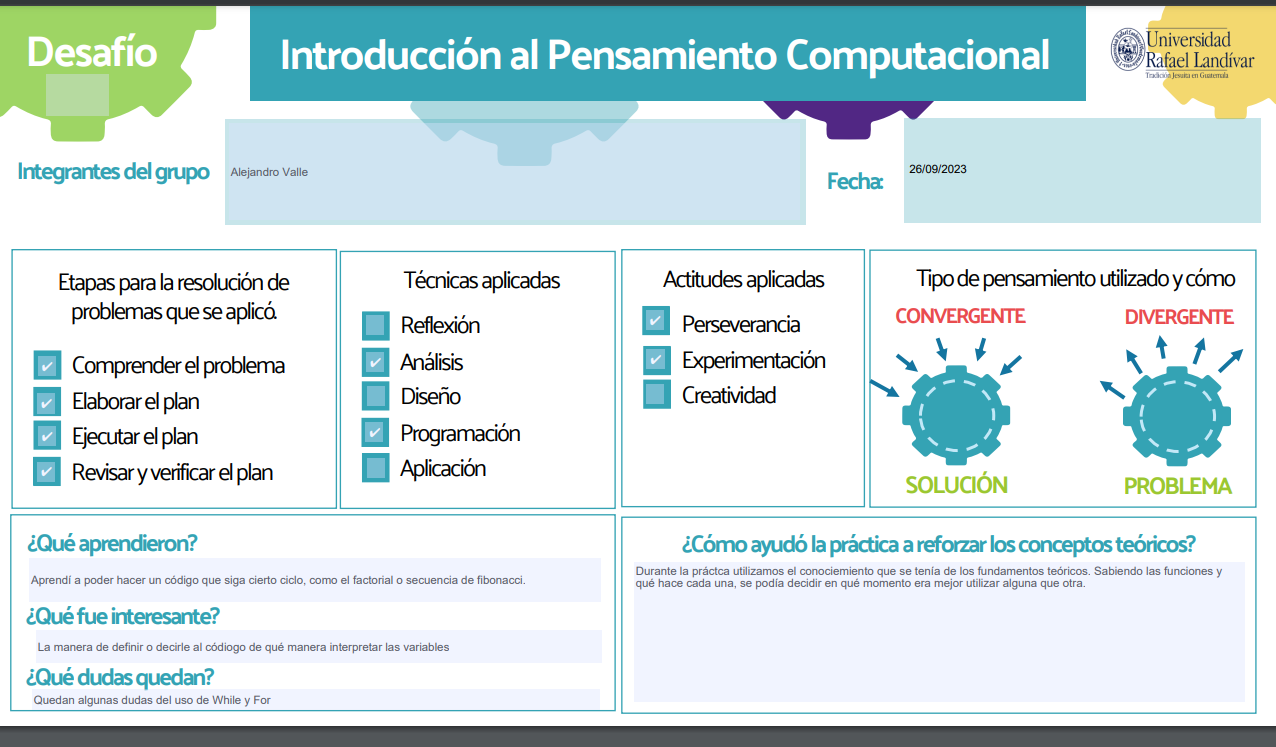 Desafío
Introducción al Pensamiento Computacional
Universidad
Rafael Landívar
Tradición Jesuita en Guatemala
Integrantes del grupo
Alejandro Valle
Fecha:
26/09/2023
Etapas para la resolución de
problemas que se aplicó.
Comprender el problema
Elaborar el plan
Ejecutar el plan
Revisar y verificar el plan
Técnicas aplicadas
Reflexión
Análisis
Diseño
Programación
Aplicación
Actitudes aplicadas
Perseverancia
Experimentación
Creatividad
Tipo de pensamiento utilizado y cómo
CONVERGENTE
DIVERGENTE
SOLUCIÓN
PROBLEMA
¿Qué aprendieron?
Aprendí a poder hacer un código que siga cierto ciclo, como el factorial o secuencia de fibonacci.
¿Qué fue interesante?
La manera de definir o decirle al códiogo de qué manera interpretar las variables
¿Qué dudas quedan?
Quedan algunas dudas del uso de While y For
¿Cómo ayudó la práctica a reforzar los conceptos teóricos?
Durante la práctca utilizamos el conociemiento que se tenía de los fundamentos teóricos. Sabiendo las funciones y
qué hace cada una, se podía decidir en qué momento era mejor utilizar alguna que otra.